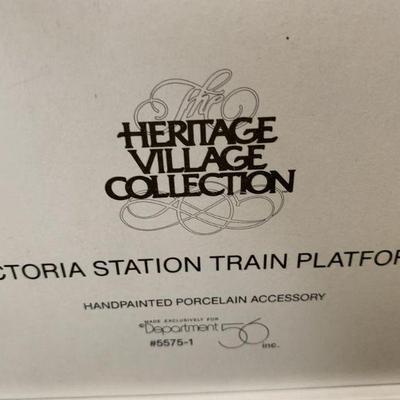 The
HERITAGE
VILLAGE
COLLECTION
CTORIA STATION TRAIN PLATFOR
HANDPAINTED PORCELAIN ACCESSORY
MADE EXCLUSIVELY FOR
©Department 56 inc.
#5575-1